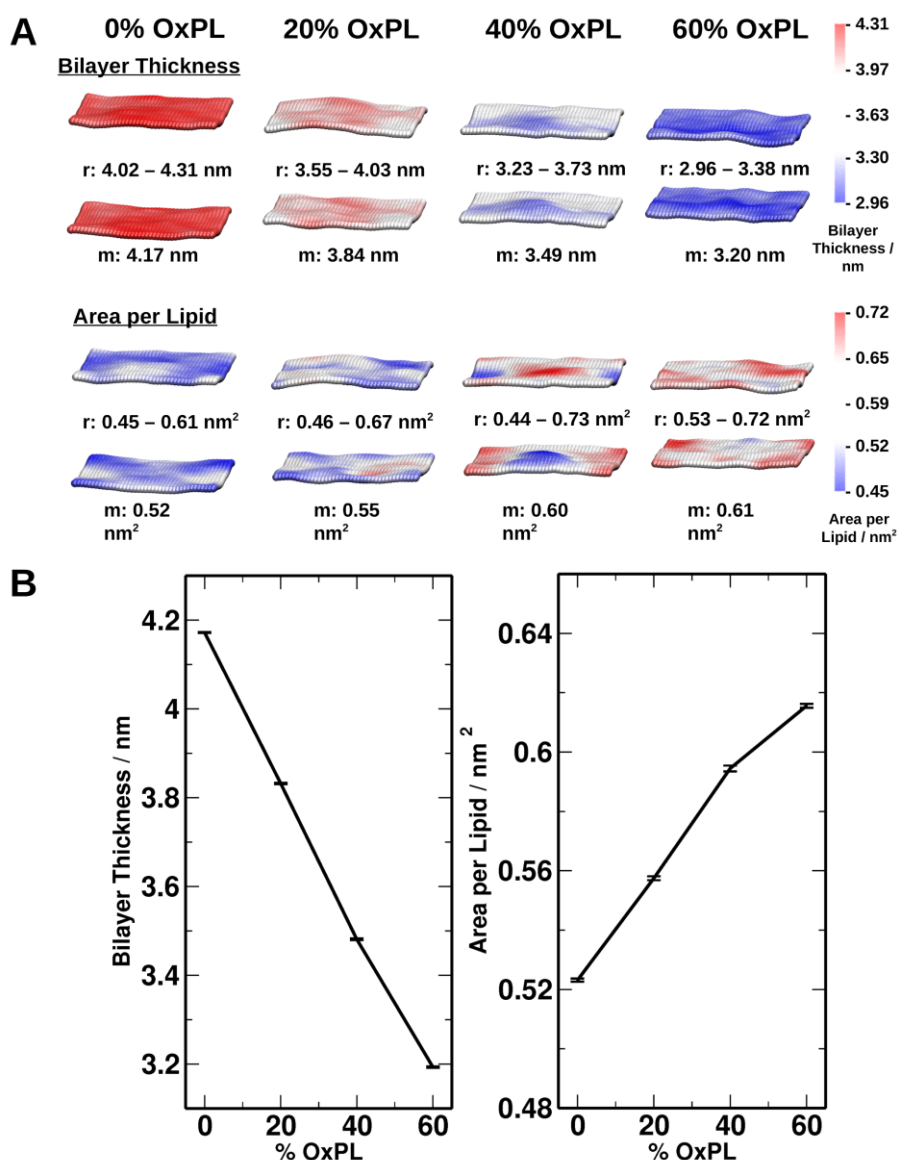 A
0% OxPL 20% OxPL 40% OxPL 60% OxPL
Bilayer Thickness
r: 4.02 – 4.31 nm r: 3.55 – 4.03 nm r: 3.23 – 3.73 nm r: 2.96 – 3.38 nm
m: 4.17 nm m: 3.84 nm m: 3.49 nm m: 3.20 nm
- 4.31
- 3.97
- 3.63
- 3.30
- 2.96
Bilayer
Thickness /
nm
Area per Lipid
r: 0.45 – 0.61 nm² r: 0.46 – 0.67 nm² r: 0.44 – 0.73 nm² r: 0.53 – 0.72 nm²
m: 0.52 m: 0.55 m: 0.60 m: 0.61
nm² nm² nm² nm²
- 0.72
- 0.65
- 0.59
- 0.52
- 0.45
Area per
Lipid / nm²
B
Bilayer Thickness / nm
4.2
4
3.8
3.6
3.4
3.2
0 20 40 60
% OxPL
Area per Lipid / nm²
0.64
0.6
0.56
0.52
0.48
0 20 40 60
% OxPL